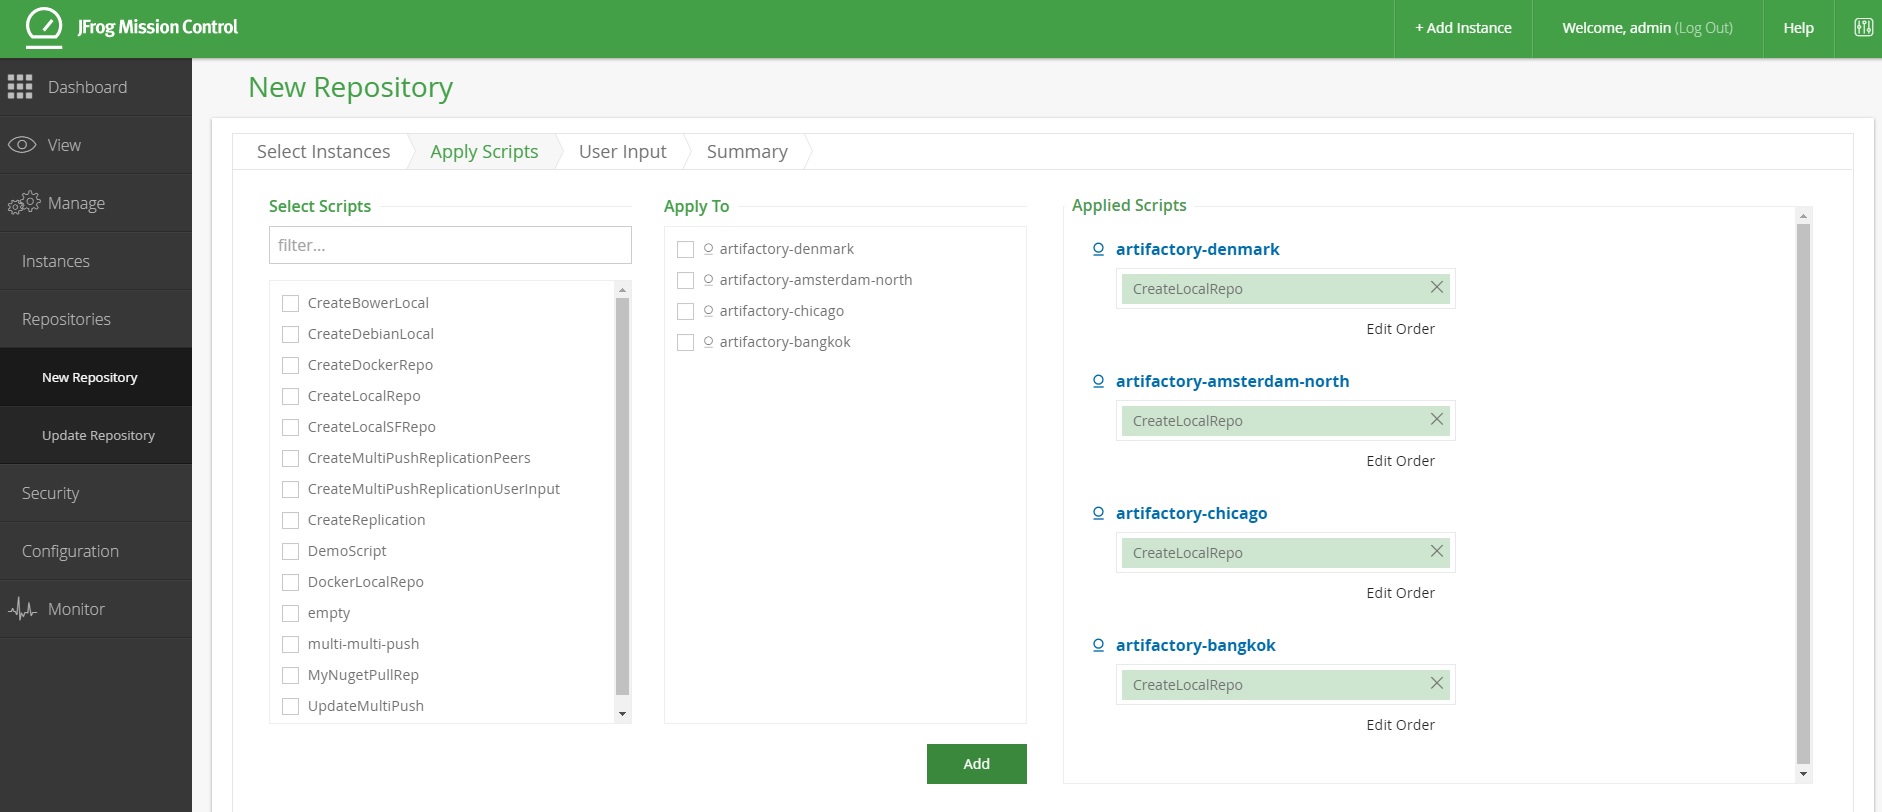 JFrog Mission Control
+ Add Instance
Welcome, admin (Log Out)
Help
Dashboard
View
Manage
Instances
Repositories
New Repository
Update Repository
Security
Configuration
Monitor
New Repository
Select Instances
Apply Scripts
User Input
Summary
Select Scripts
filter...
CreateBowerLocal
CreateDebianLocal
CreateDockerRepo
CreateLocalRepo
CreateLocalSFRepo
CreateMultiPushReplicationPeers
CreateMultiPushReplicationUserInput
CreateReplication
DemoScript
DockerLocalRepo
empty
multi-multi-push
MyNugetPullRep
UpdateMultiPush
Apply To
artifactory-denmark
artifactory-amsterdam-north
artifactory-chicago
artifactory-bangkok
Add
Applied Scripts
artifactory-denmark
CreateLocalRepo
Edit Order
artifactory-amsterdam-north
CreateLocalRepo
Edit Order
artifactory-chicago
CreateLocalRepo
Edit Order
artifactory-bangkok
CreateLocalRepo
Edit Order